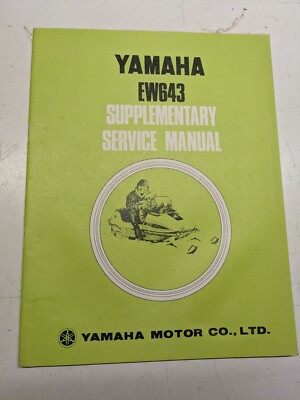 YAMAHA
EW643
SUPPLEMENTARY
SERVICE MANUAL
YAMAHA MOTOR CO., LTD.